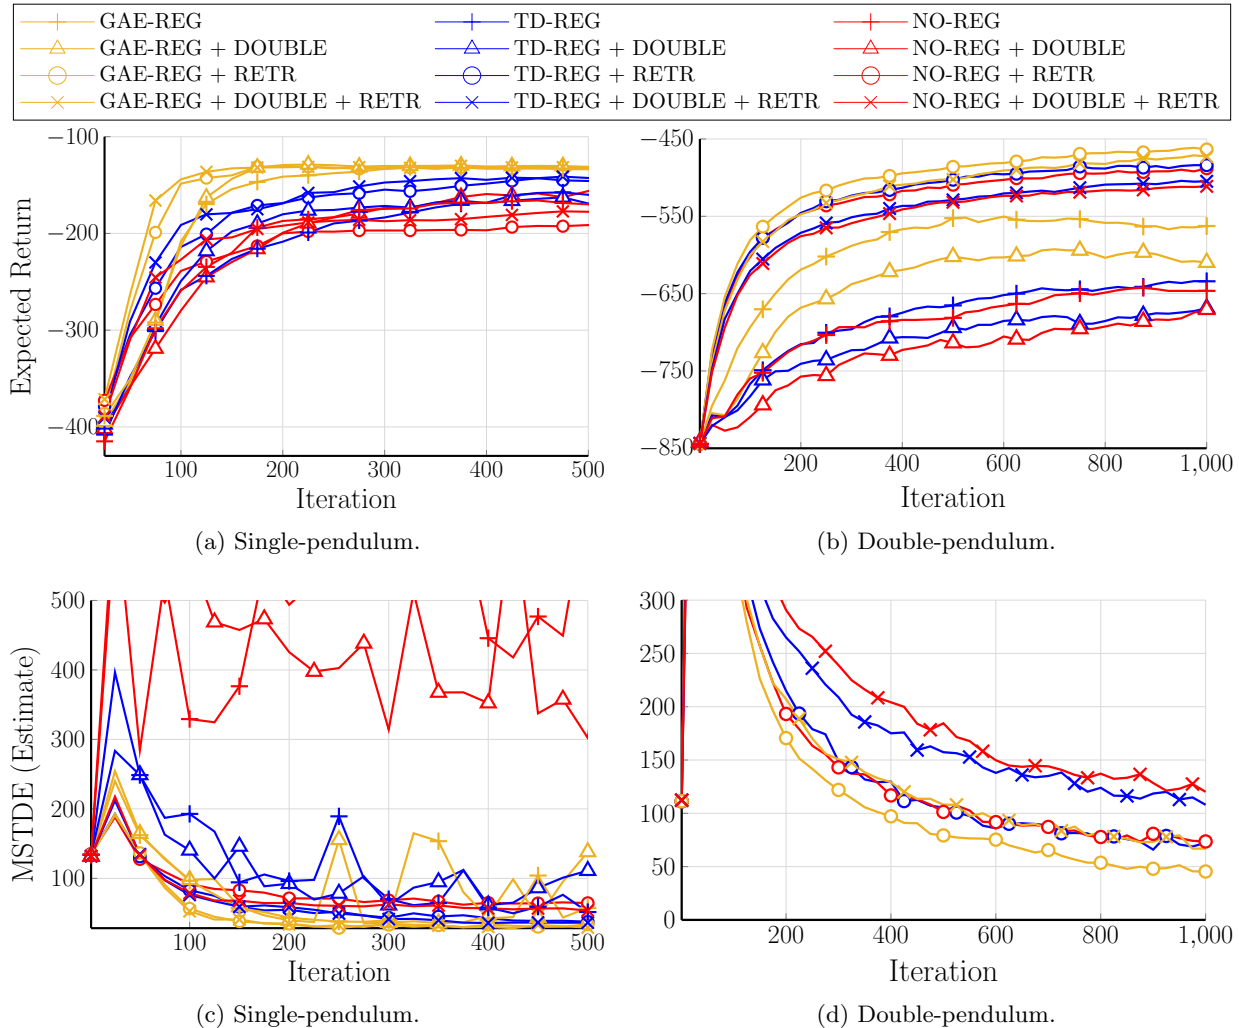 GAE-REG TD-REG NO-REG
GAE-REG + DOUBLE TD-REG + DOUBLE NO-REG + DOUBLE
GAE-REG + RETR TD-REG + RETR NO-REG + RETR
GAE-REG + DOUBLE + RETR TD-REG + DOUBLE + RETR NO-REG + DOUBLE + RETR
Expected Return
−100
−200
−300
−400
100 200 300 400 500
Iteration
(a) Single-pendulum.
−450
−550
−650
−750
−850
200 400 600 800 1,000
Iteration
(b) Double-pendulum.
MSTDE (Estimate)
500
400
300
200
100
100 200 300 400 500
Iteration
(c) Single-pendulum.
300
250
200
150
100
50
0
200 400 600 800 1,000
Iteration
(d) Double-pendulum.